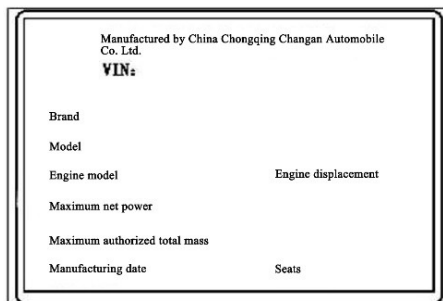 Manufactured by China Chongqing Changan Automobile
Co. Ltd.
VIN:
Brand
Model
Engine model Engine displacement
Maximum net power
Maximum authorized total mass
Manufacturing date Seats